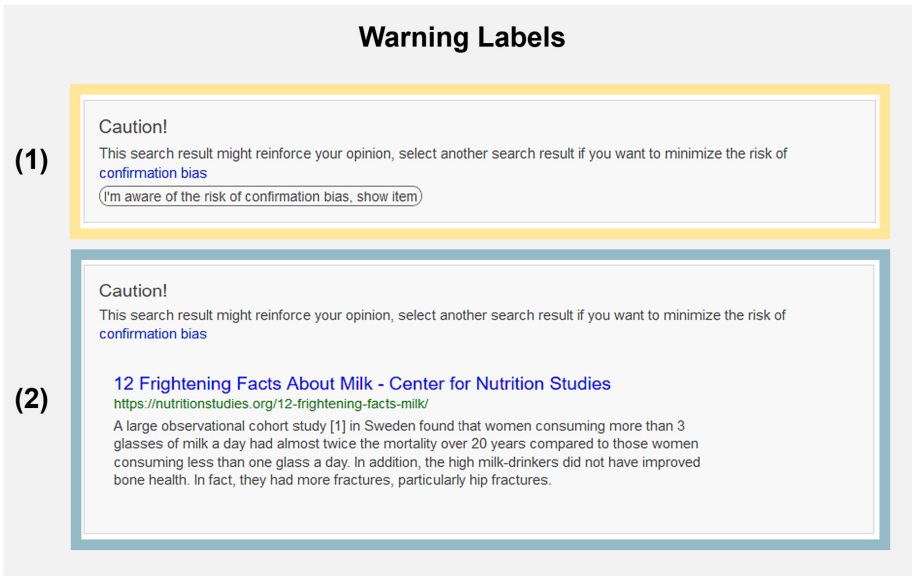 Warning Labels
(1)
Caution!
This search result might reinforce your opinion, select another search result if you want to minimize the risk of
confirmation bias
I'm aware of the risk of confirmation bias, show item
(2)
Caution!
This search result might reinforce your opinion, select another search result if you want to minimize the risk of
confirmation bias
12 Frightening Facts About Milk - Center for Nutrition Studies
https://nutritionstudies.org/12-frightening-facts-milk/
A large observational cohort study [1] in Sweden found that women consuming more than 3
glasses of milk a day had almost twice the mortality over 20 years compared to those women
consuming less than one glass a day. In addition, the high milk-drinkers did not have improved
bone health. In fact, they had more fractures, particularly hip fractures.